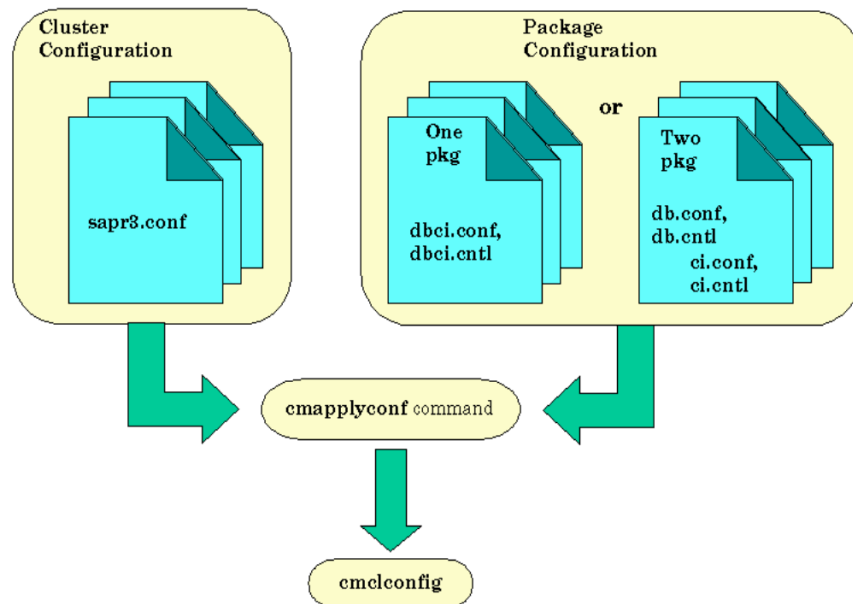 Cluster
Configuration
sapr3.conf
Package
Configuration
One
pkg
dbci.conf,
dbci.cntl
or
Two
pkg
db.conf,
db.cntl
ci.conf,
ci.cntl
cmapplyconf command
cmclconfig